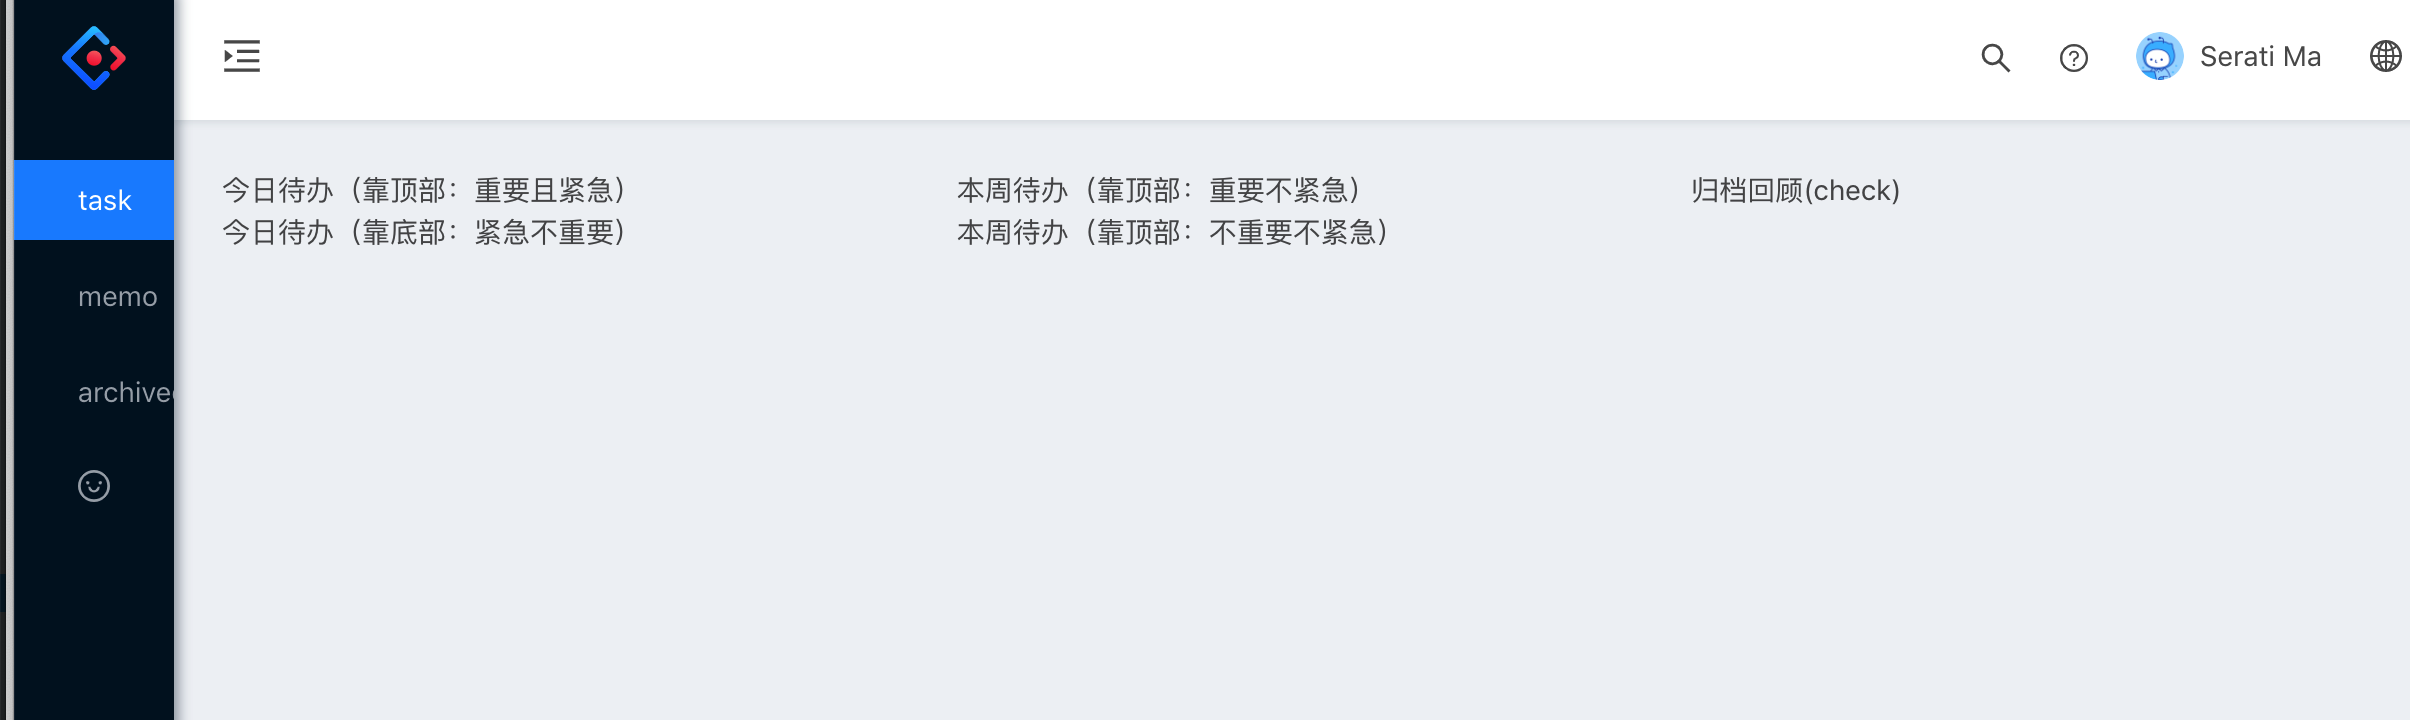 Serati Ma
task
memo
archive
今日待办（靠顶部：重要且紧急）
今日待办（靠底部：紧急不重要）
本周待办（靠顶部：重要不紧急）
本周待办（靠顶部：不重要不紧急）
归档回顾(check)